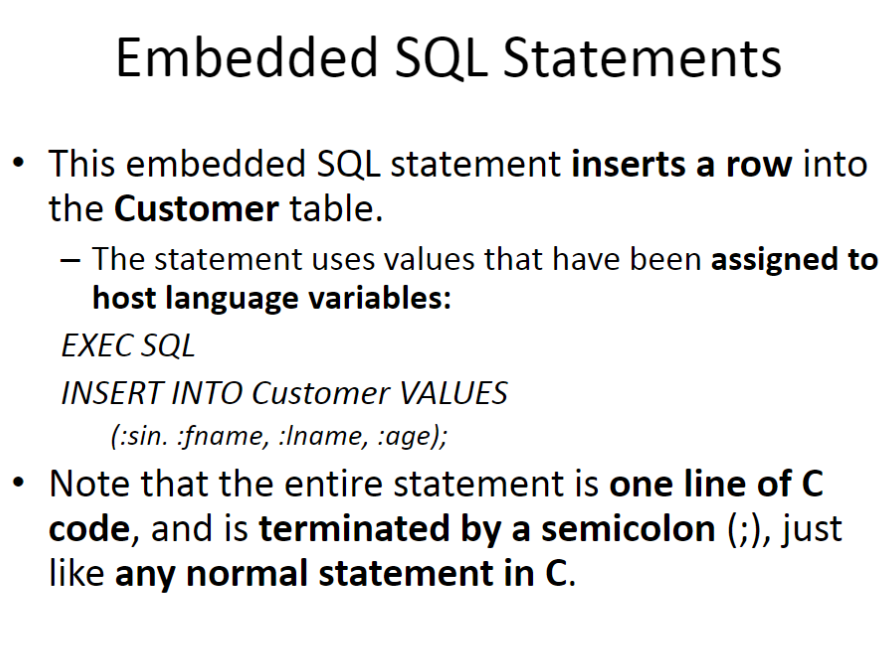 Embedded SQL Statements
• This embedded SQL statement inserts a row into
the Customer table.
– The statement uses values that have been assigned to
host language variables:
EXEC SQL
INSERT INTO Customer VALUES
(:sin. :fname, :lname, :age);
• Note that the entire statement is one line of C
code, and is terminated by a semicolon (;), just
like any normal statement in C.